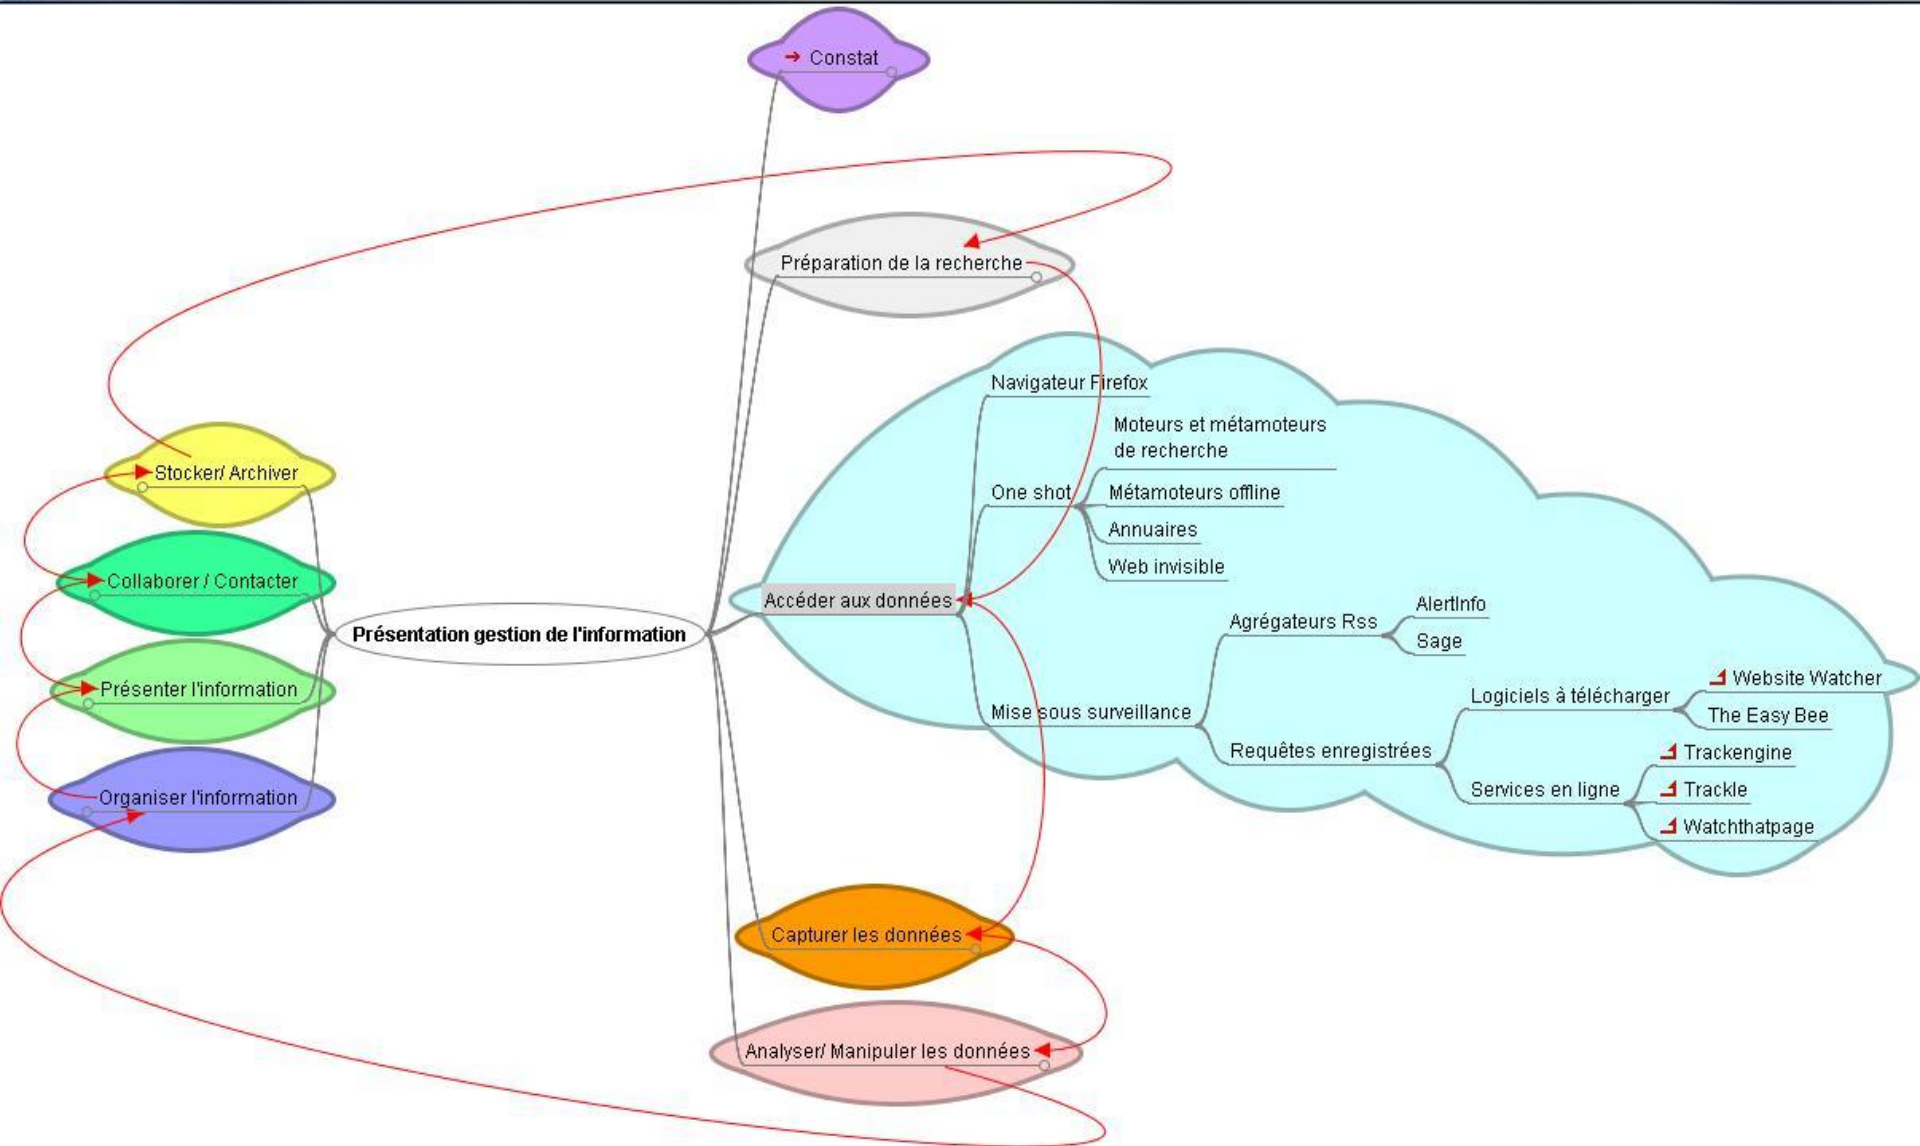 Constat
Préparation de la recherche
Navigateur Firefox
Moteurs et métamoteurs
de recherche
One shot
Métamoteurs offline
Annuaires
Web invisible
Accéder aux données
Agrégateurs Rss
AlertInfo
Sage
Mise sous surveillance
Logiciels à télécharger
Website Watcher
The Easy Bee
Requêtes enregistrées
Services en ligne
Trackengine
Trackle
Watchthatpage
Capturer les données
Analyser/ Manipuler les données
Présentation gestion de l'information
Stocker/ Archiver
Collaborer / Contacter
Présenter l'information
Organiser l'information